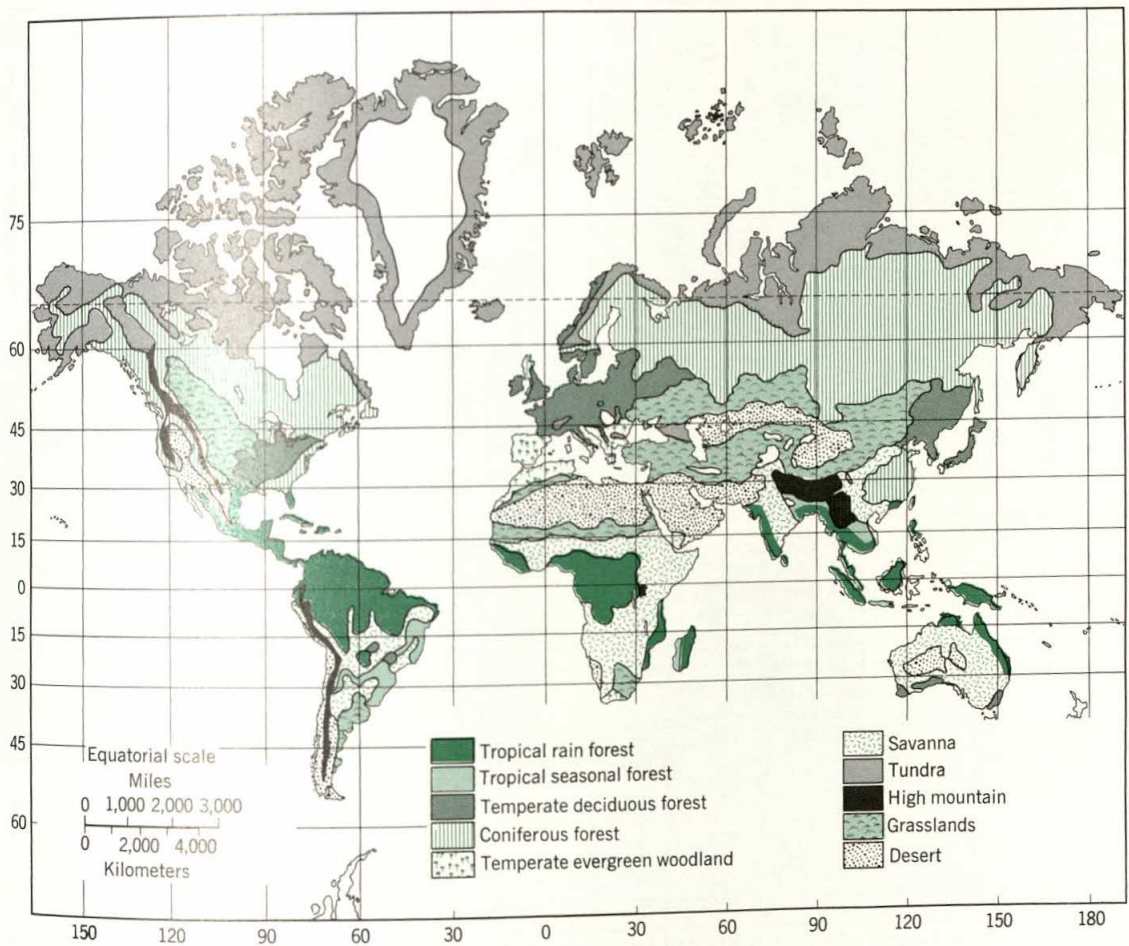 75
60
45
30
15
0
15
30
45
60
Equatorial scale
Miles
0 1,000 2,000 3,000
0 2,000 4,000
Kilometers
Tropical rain forest
Tropical seasonal forest
Temperate deciduous forest
Coniferous forest
Temperate evergreen woodland
Savanna
Tundra
High mountain
Grasslands
Desert
150 120 90 60 30 0 30 60 90 120 150 180